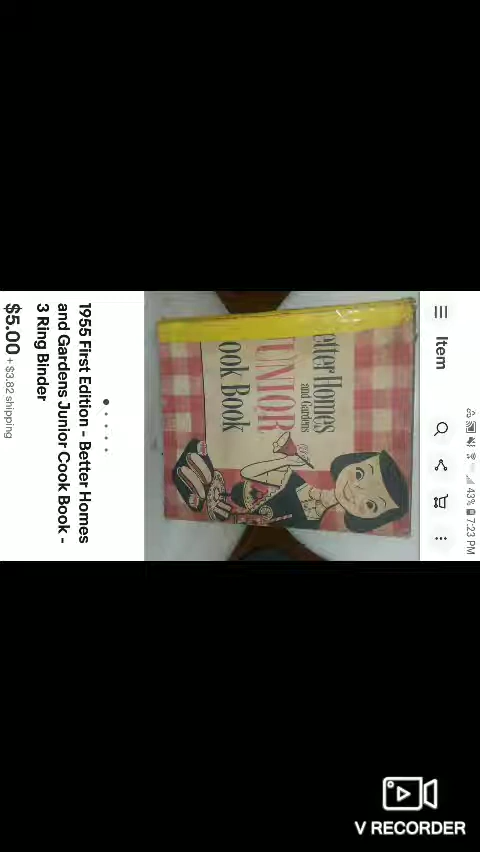 43% 7:23 PM
Item
etter Homes
and Gardens
UNIOR
ook Book
1955 First Edition - Better Homes
and Gardens Junior Cook Book -
3 Ring Binder
$5.00 + $3.82 shipping
V RECORDER